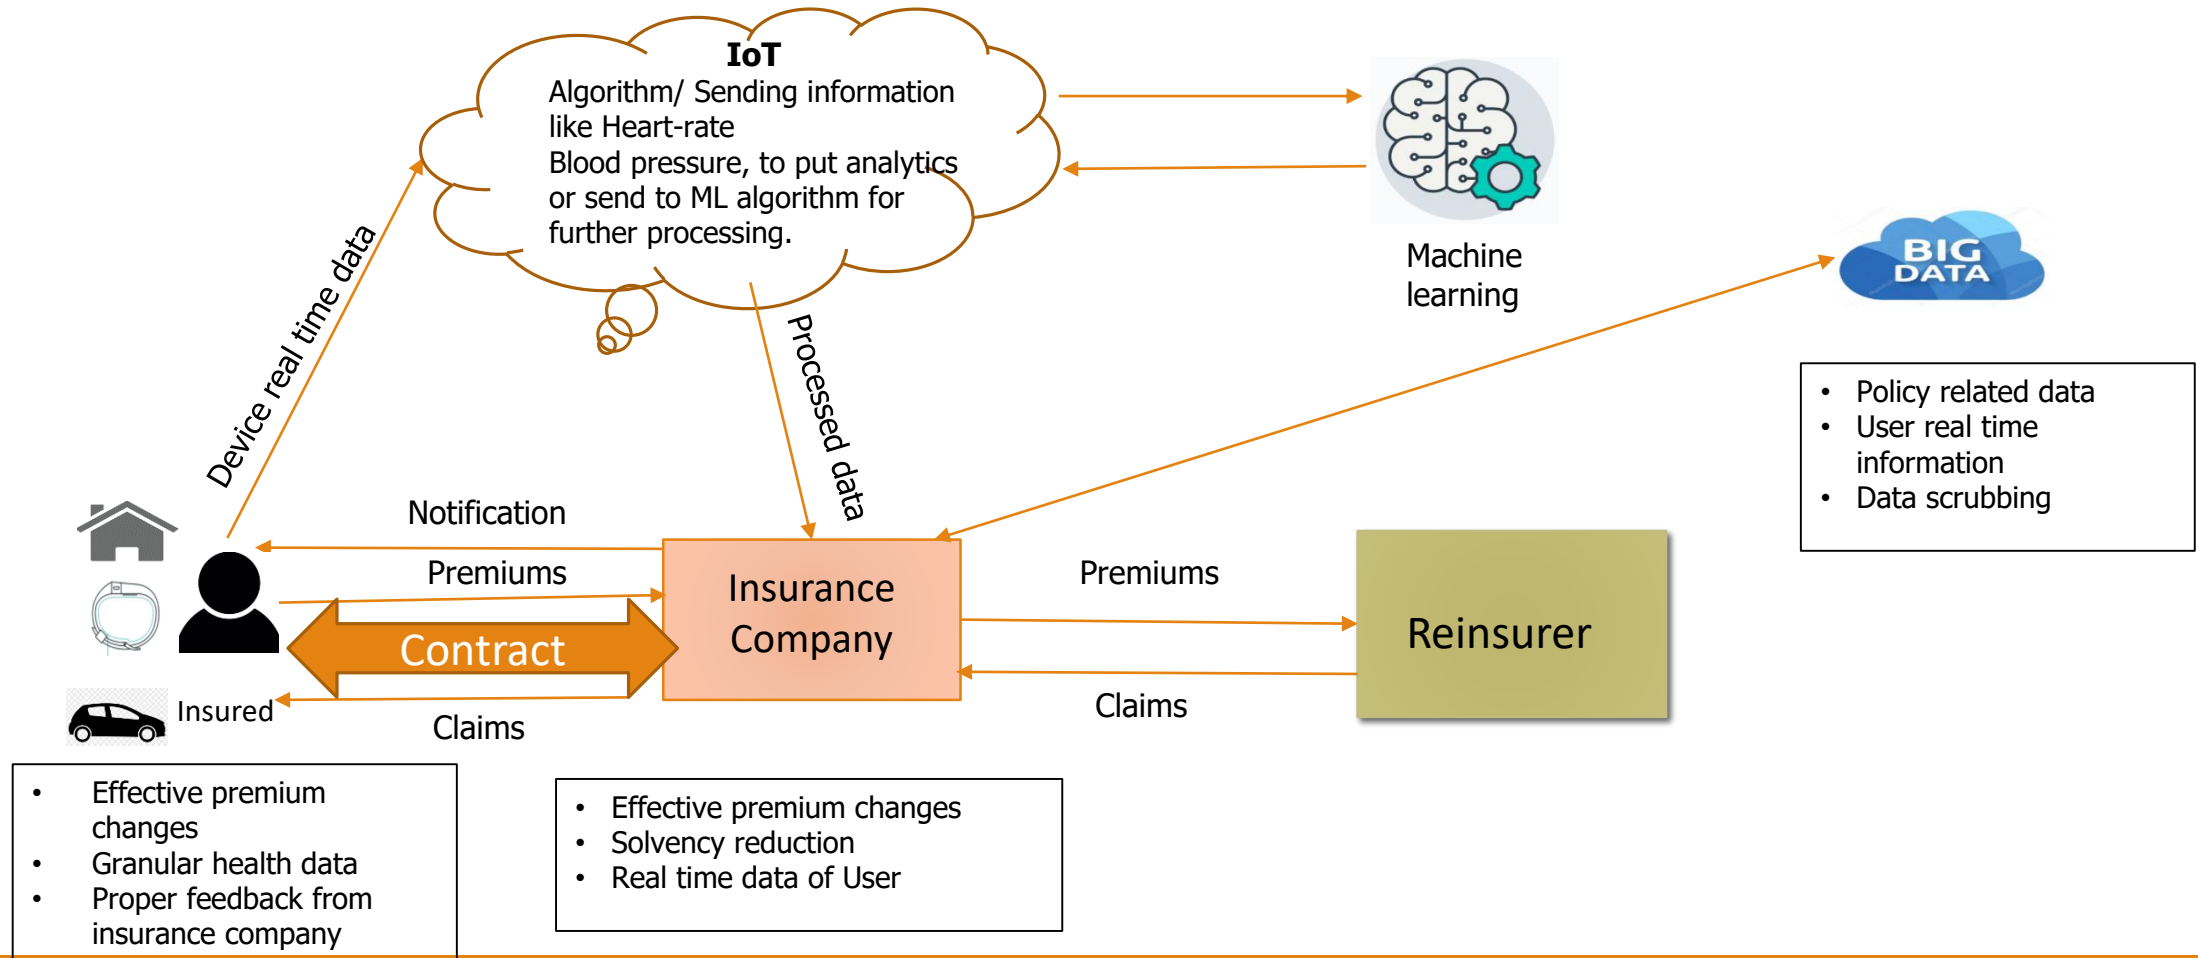 IoT
Algorithm/ Sending information
like Heart-rate
Blood pressure, to put analytics
or send to ML algorithm for
further processing.
Machine
learning
BIG
DATA
Device real time data
Processed data
• Policy related data
• User real time
information
• Data scrubbing
Notification
Premiums
Contract
Claims
Insured
Insurance
Company
Premiums
Claims
Reinsurer
• Effective premium
changes
• Granular health data
• Proper feedback from
insurance company
• Effective premium changes
• Solvency reduction
• Real time data of User